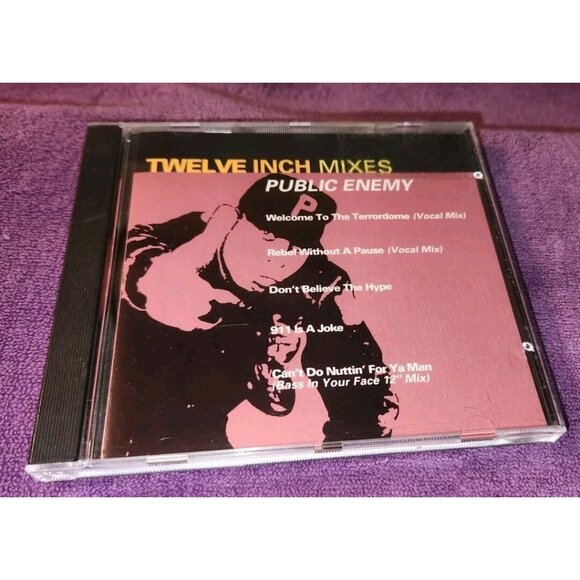 TWELVE INCH MIXES
PUBLIC ENEMY
P
Welcome To The Terrordome (Vocal Mix)
Rebel Without A Pause (Vocal Mix)
Don't Believe The Hype
911 Is A Joke
Can't Do Nuttin' For Ya Man
(Bass In Your Face 12" Mix)